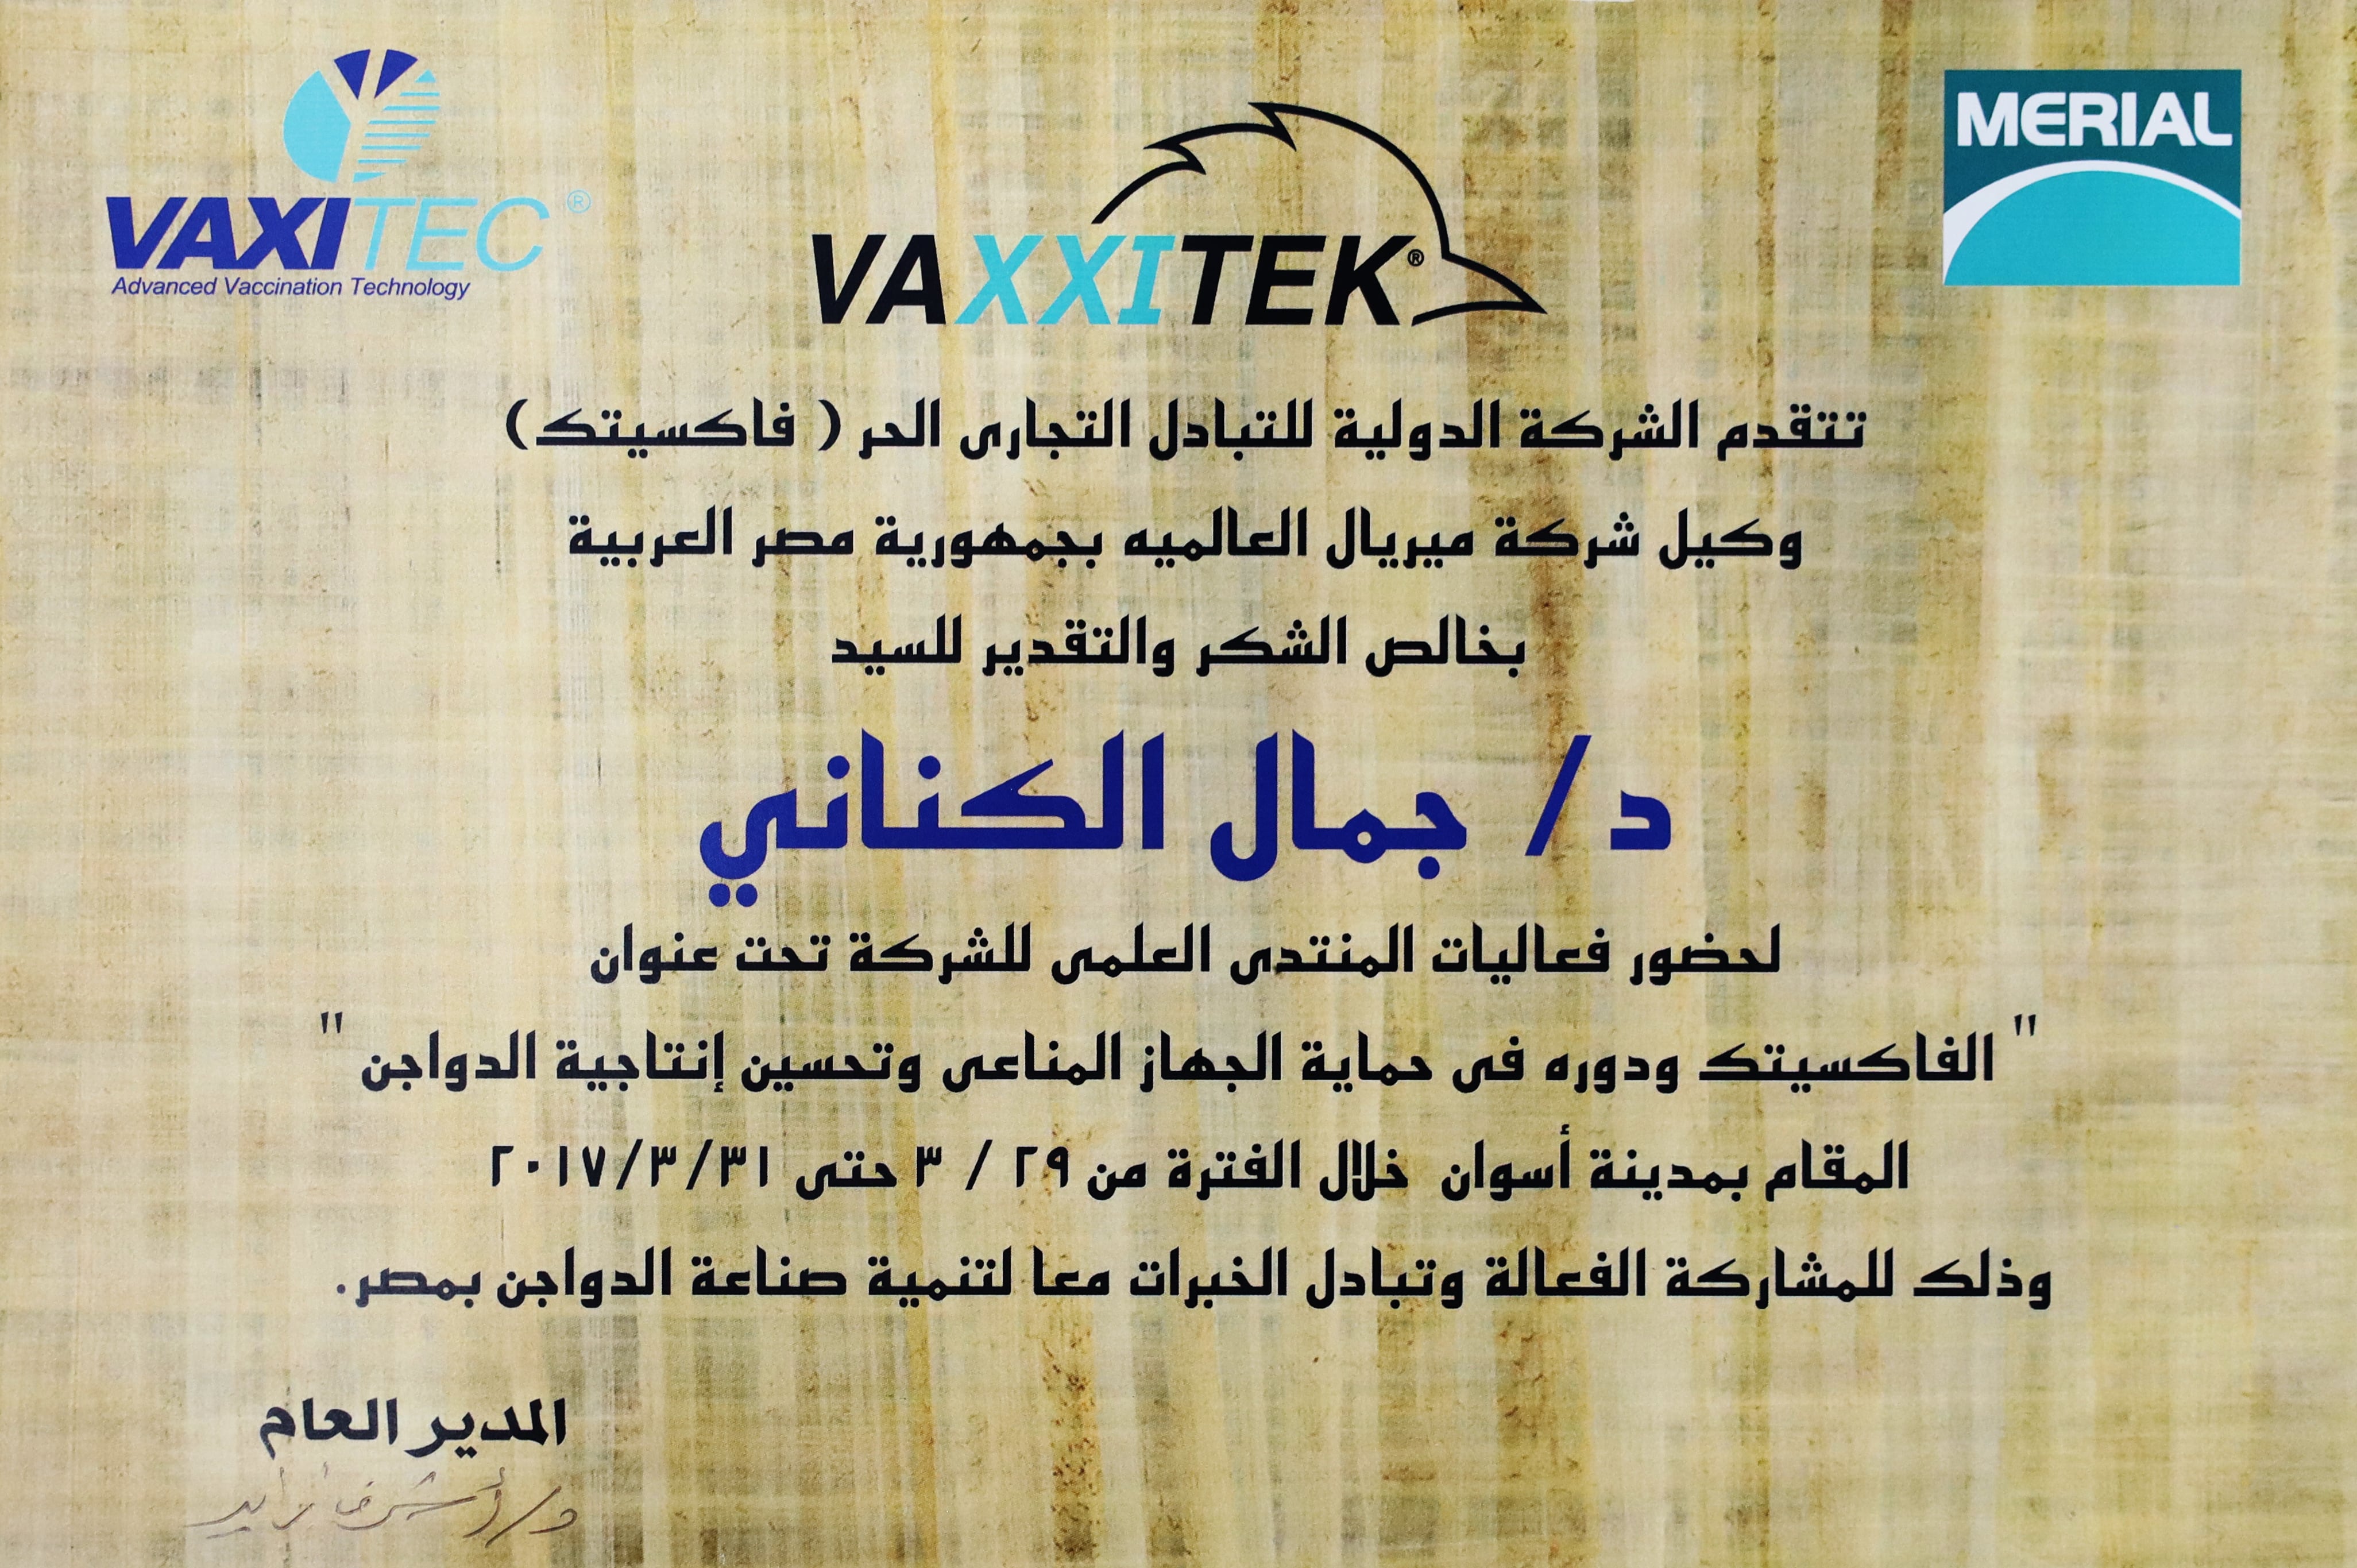 VAXITEC®
Advanced Vaccination Technology
VAXXITEK®
MERIAL
تتقدم الشركة الدولية للتبادل التجارى الحر ( فاكسيتك)
وكيل شركة ميريال العالميه بجمهورية مصر العربية
بخالص الشكر والتقدير للسيد
د/ جمال الكناني
لحضور فعاليات المنتدى العلمى للشركة تحت عنوان
" الفاكسيتك ودوره فى حماية الجهاز المناعى وتحسين إنتاجية الدواجن "
المقام بمدينة أسوان خلال الفترة من ٢٩ / ٣ حتى ٢٠١٧/٣/٣١
وذلك للمشاركة الفعالة وتبادل الخبرات معا لتنمية صناعة الدواجن بمصر.
المدير العام
د/أشرف